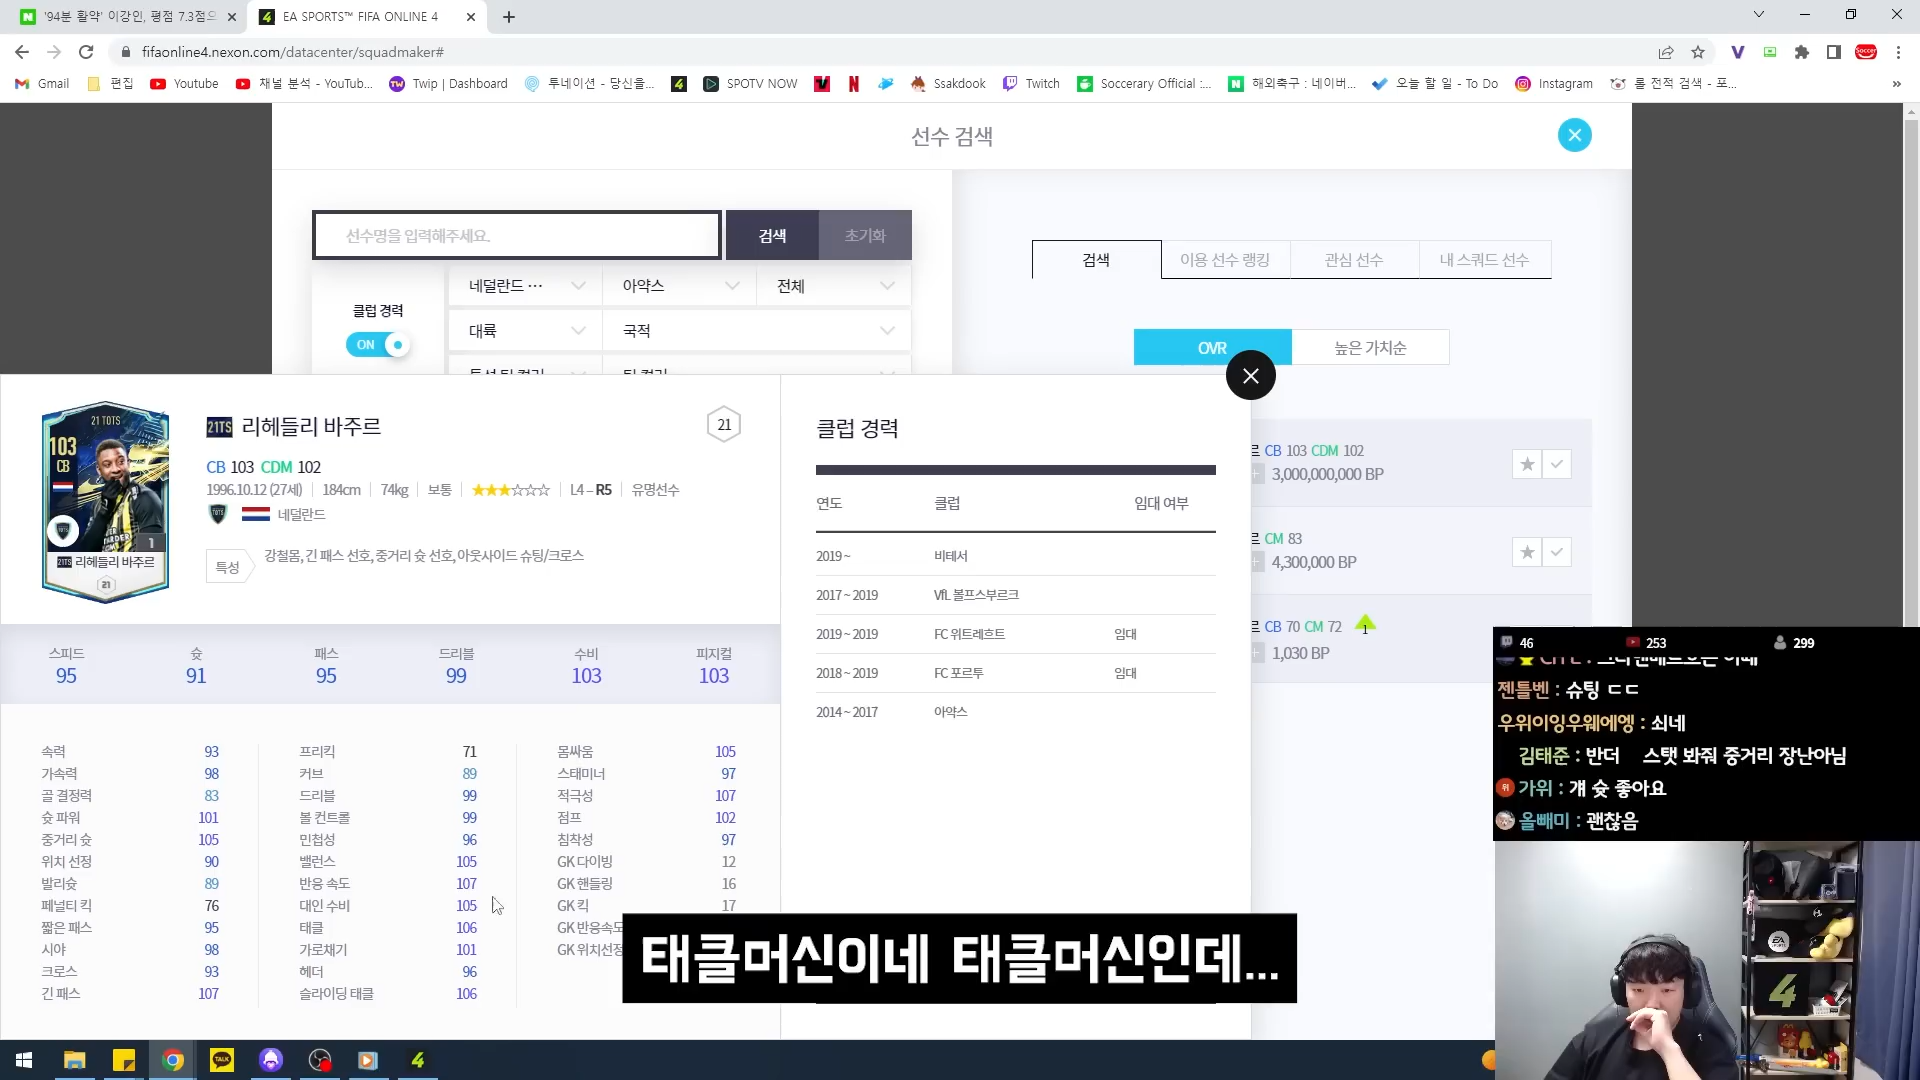 '94분 활약' 이강인, 평점 7.3점으
EA SPORTS™ FIFA ONLINE 4
fifaonline4.nexon.com/datacenter/squadmaker#
Gmail
편집
Youtube
채널 분석 - YouTub...
Twip | Dashboard
투네이션 - 당신을...
SPOTV NOW
Ssakdook
Twitch
Soccerary Official :...
해외축구 : 네이버...
오늘 할 일 - To Do
Instagram
롤 전적 검색 - 포...
선수 검색
선수명을 입력해주세요.
검색
초기화
클럽 경력
ON
네덜란드 ···
아약스
전체
대륙
국적
검색
이용 선수 랭킹
관심 선수
내 스쿼드 선수
OVR
높은 가치순
CB 103 CDM 102
3,000,000,000 BP
CM 83
4,300,000 BP
CB 70 CM 72
1
1,030 BP
21 TOTS
103
CB
1
21TS 리헤들리 바주르
21
21TS 리헤들리 바주르
21
CB 103 CDM 102
1996.10.12 (27세) 184cm 74kg 보통 ★★★☆☆☆ L4 – R5 유명선수
네덜란드
특성
강철몸, 긴 패스 선호, 중거리 슛 선호, 아웃사이드 슈팅/크로스
스피드 슛 패스 드리블 수비 피지컬
95 91 95 99 103 103
속력 93
가속력 98
골 결정력 83
슛 파워 101
중거리 슛 105
위치 선정 90
발리슛 89
페널티 킥 76
짧은 패스 95
시야 98
크로스 93
긴 패스 107
프리킥 71
커브 89
드리블 99
볼 컨트롤 99
민첩성 96
밸런스 105
반응 속도 107
대인 수비 105
태클 106
가로채기 101
헤더 96
슬라이딩 태클 106
몸싸움 105
스태미너 97
적극성 107
점프 102
침착성 97
GK 다이빙 12
GK 핸들링 16
GK 킥 17
GK 반응속도
GK 위치선정
클럽 경력
연도 클럽 임대 여부
2019 ~ 비테서
2017 ~ 2019 VfL 볼프스부르크
2019 ~ 2019 FC 위트레흐트 임대
2018 ~ 2019 FC 포르투 임대
2014 ~ 2017 아약스
46
253
299
젠틀벤 : 슈팅 ㄷㄷ
우위이잉우웨에엥 : 쇠네
김태준 : 반더 스탯 봐줘 중거리 장난아님
가위 : 걔 슛 좋아요
올빼미 : 괜찮음
태클머신이네 태클머신인데...
TALK
4